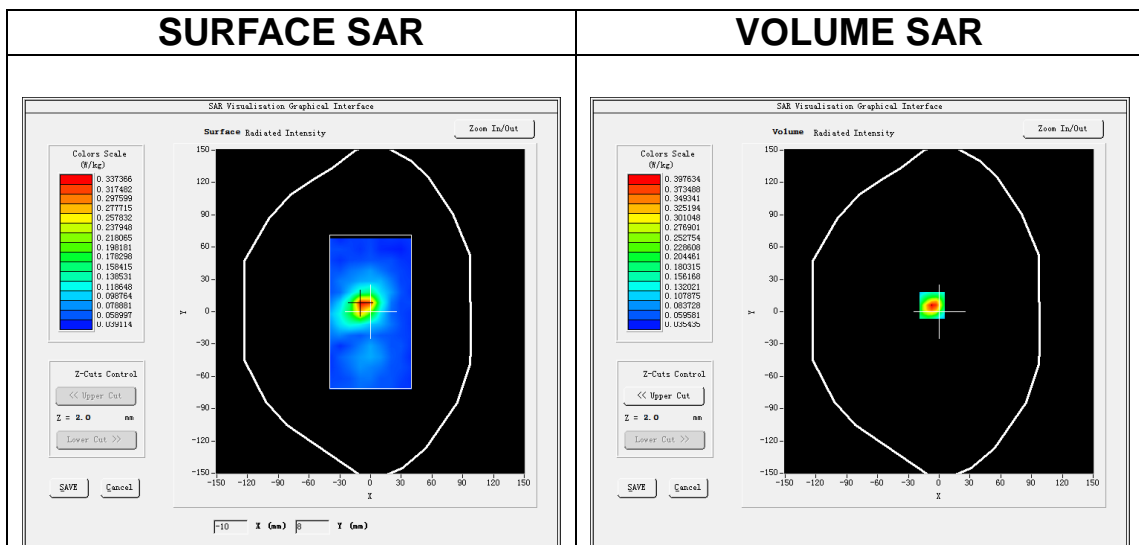 SURFACE SAR
VOLUME SAR
SAR Visualisation Graphical Interface
Surface Radiated Intensity
Zoom In/Out
Colors Scale
(W/kg)
0.337366
0.317482
0.297599
0.277715
0.257832
0.237948
0.218065
0.198181
0.178298
0.158415
0.138531
0.118648
0.098764
0.078881
0.058997
0.039114
150
120
90
60
30
0
-30
-60
-90
-120
-150
Y
-150 -120 -90 -60 -30 0 30 60 90 120 150
X
Z-Cuts Control
<< Upper Cut
Z = 2.0 mm
Lower Cut >>
SAVE Cancel
-10 X (mm) 8 Y (mm)
SAR Visualisation Graphical Interface
Volume Radiated Intensity
Zoom In/Out
Colors Scale
(W/kg)
0.397634
0.373488
0.349341
0.325194
0.301048
0.276901
0.252754
0.228608
0.204461
0.180315
0.156168
0.132021
0.107875
0.083728
0.059581
0.035435
150
120
90
60
30
0
-30
-60
-90
-120
-150
Y
-150 -120 -90 -60 -30 0 30 60 90 120 150
X
Z-Cuts Control
<< Upper Cut
Z = 2.0 mm
Lower Cut >>
SAVE Cancel